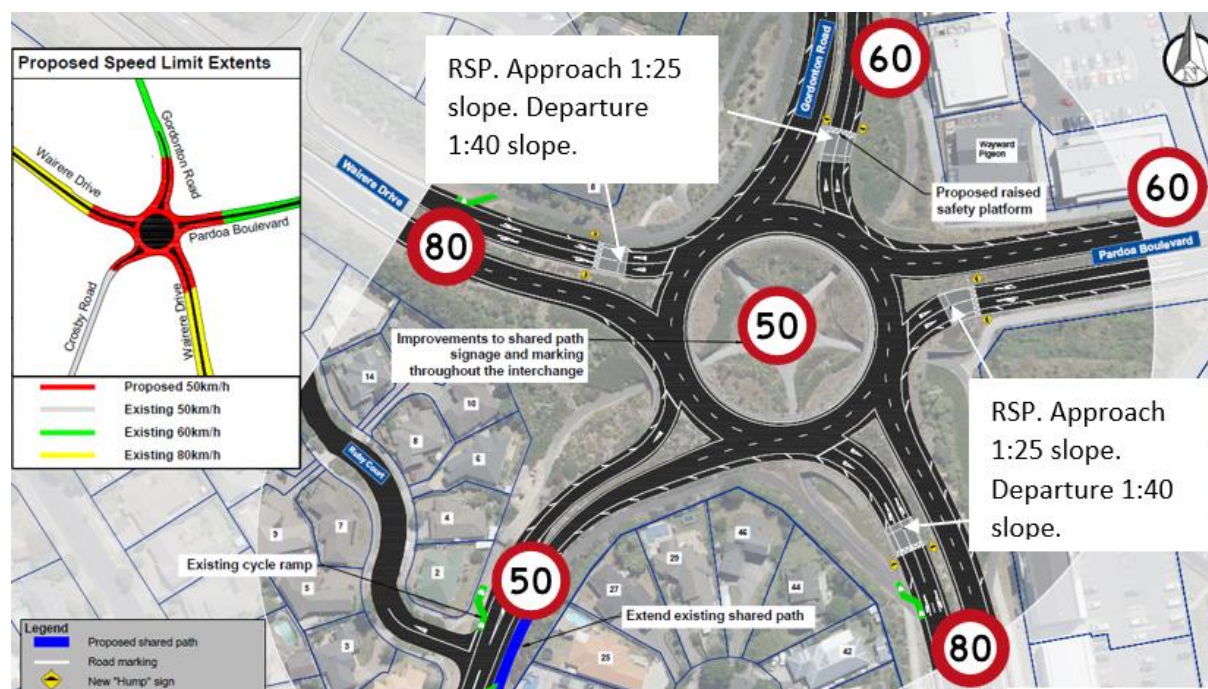 Proposed Speed Limit Extents
Gordonton Road
Wairere Drive
Pardoa Boulevard
Crosby Road
Wairere Drive
Proposed 50km/h
Existing 50km/h
Existing 60km/h
Existing 80km/h
RSP. Approach 1:25
slope. Departure
1:40 slope.
Gordonton Road
60
N
Wayward
Pigeon
8
Proposed raised
safety platform
60
Wairere Drive
80
Pardoa Boulevard
50
Improvements to shared path
signage and marking
throughout the interchange
RSP. Approach
1:25 slope.
Departure 1:40
slope.
14
10
8
6
Ruby Court
4
7
9
2
5
3
Existing cycle ramp
50
Extend existing shared path
46
29
44
27
25
42
80
Legend
Proposed shared path
Road marking
New "Hump" sign